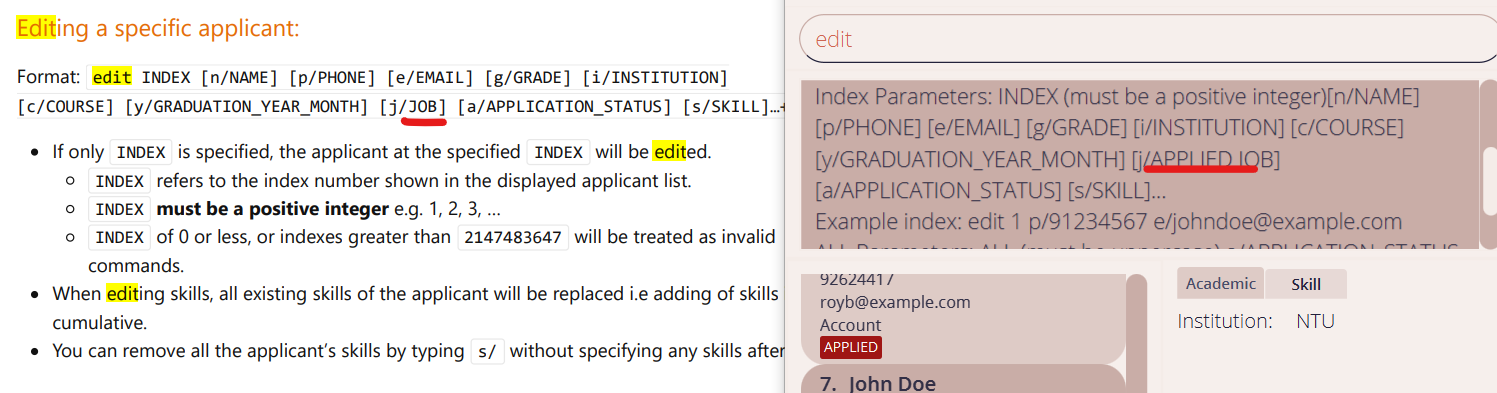 Editing a specific applicant:
Format: edit INDEX [n/NAME] [p/PHONE] [e/EMAIL] [g/GRADE] [i/INSTITUTION]
[c/COURSE] [y/GRADUATION_YEAR_MONTH] [j/JOB] [a/APPLICATION_STATUS] [s/SKILL]…+
• If only INDEX is specified, the applicant at the specified INDEX will be edited.
◦ INDEX refers to the index number shown in the displayed applicant list.
◦ INDEX must be a positive integer e.g. 1, 2, 3, …
◦ INDEX of 0 or less, or indexes greater than 2147483647 will be treated as invalid
commands.
• When editing skills, all existing skills of the applicant will be replaced i.e adding of skills
cumulative.
• You can remove all the applicant’s skills by typing s/ without specifying any skills after
edit
Index Parameters: INDEX (must be a positive integer)[n/NAME]
[p/PHONE] [e/EMAIL] [g/GRADE] [i/INSTITUTION] [c/COURSE]
[y/GRADUATION_YEAR_MONTH] [j/APPLIED JOB]
[a/APPLICATION_STATUS] [s/SKILL]...
Example index: edit 1 p/91234567 e/johndoe@example.com
ALL Parameters: ALL (must be uppercase) a/APPLICATION_STATUS
92624417
royb@example.com
Account
APPLIED
7. John Doe
Academic
Skill
Institution: NTU